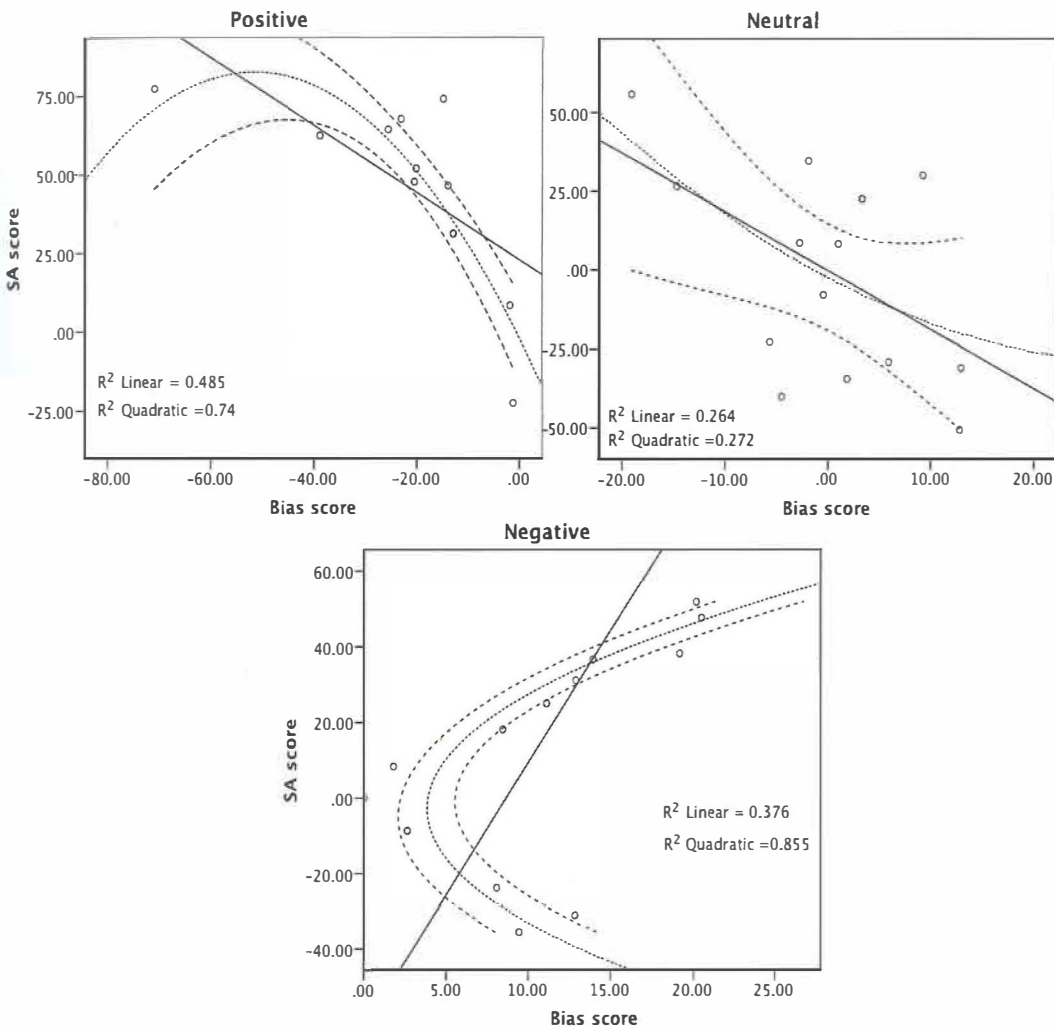 Positive
75.00
50.00
25.00
.00
-25.00
SA score
R² Linear = 0.485
R² Quadratic =0.74
-80.00 -60.00 -40.00 -20.00 .00
Bias score
Neutral
50.00
25.00
.00
-25.00
-50.00
R² Linear = 0.264
R² Quadratic =0.272
-20.00 -10.00 .00 10.00 20.00
Bias score
Negative
60.00
40.00
20.00
.00
-20.00
-40.00
SA score
R² Linear = 0.376
R² Quadratic =0.855
.00 5.00 10.00 15.00 20.00 25.00
Bias score